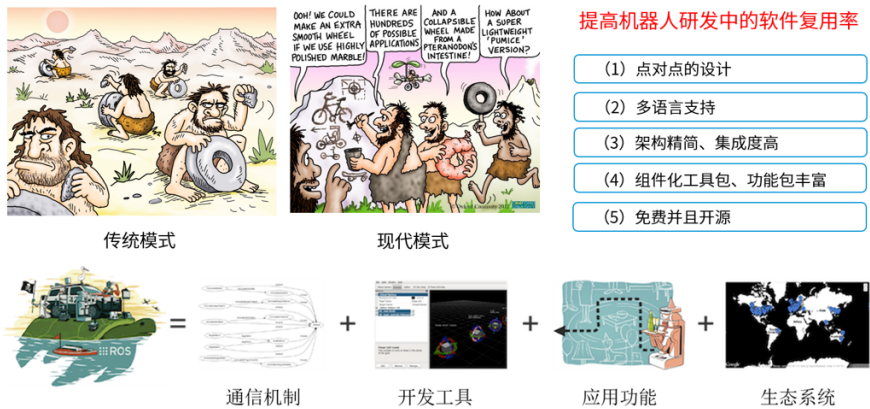 OOH! WE COULD
MAKE AN EXTRA
SMOOTH WHEEL
IF WE USE HIGHLY
POLISHED MARBLE!
THERE ARE
HUNDREDS
OF POSSIBLE
APPLICATIONS
AND A
COLLAPSIBLE
WHEEL MADE
FROM A
PTERANODON'S
INTESTINE!
HOW ABOUT
A SUPER
LIGHTWEIGHT
'PUMICE'
VERSION?
传统模式
现代模式
提高机器人研发中的软件复用率
（1）点对点的设计
（2）多语言支持
（3）架构精简、集成度高
（4）组件化工具包、功能包丰富
（5）免费并且开源
ROS
=
+
+
+
通信机制
开发工具
应用功能
生态系统